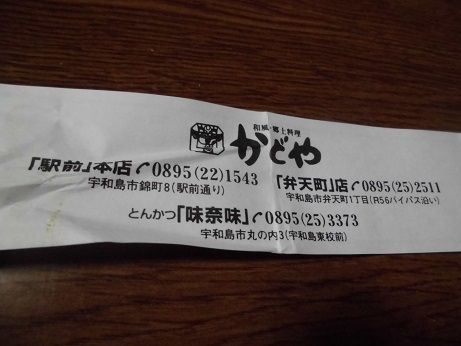 和風・郷土料理
かどや
「駅前」本店 0895(22)1543
宇和島市錦町8(駅前通り)
「弁天町」店 0895(25)2511
宇和島市弁天町1丁目(R56バイパス沿い)
とんかつ「味奈味」 0895(25)3373
宇和島市丸の内3(宇和島東校前)